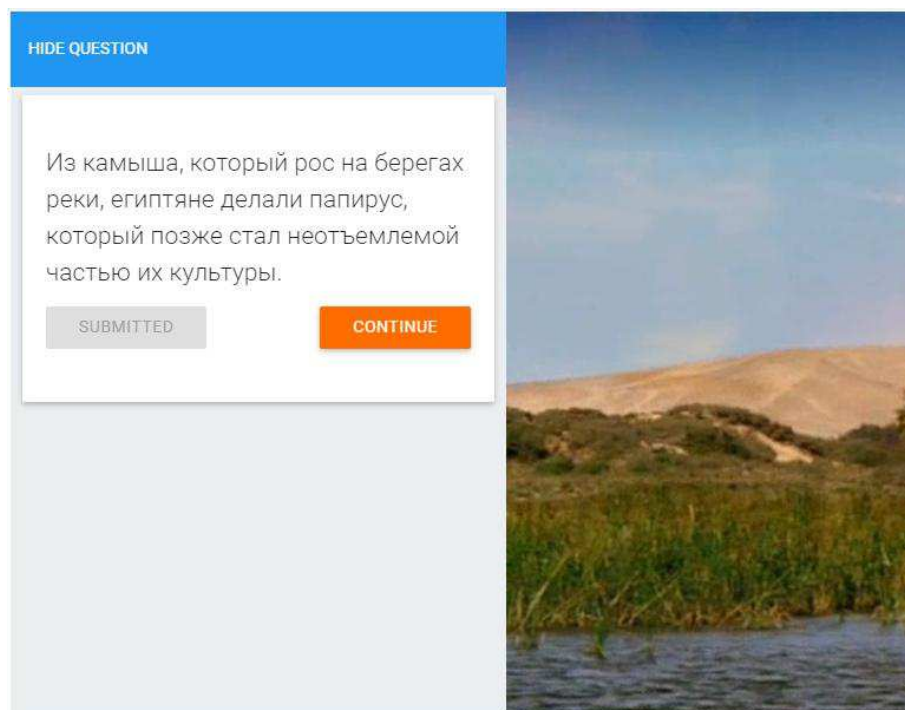 HIDE QUESTION
Из камыша, который рос на берегах
реки, египтяне делали папирус,
который позже стал неотъемлемой
частью их культуры.
SUBMITTED
CONTINUE